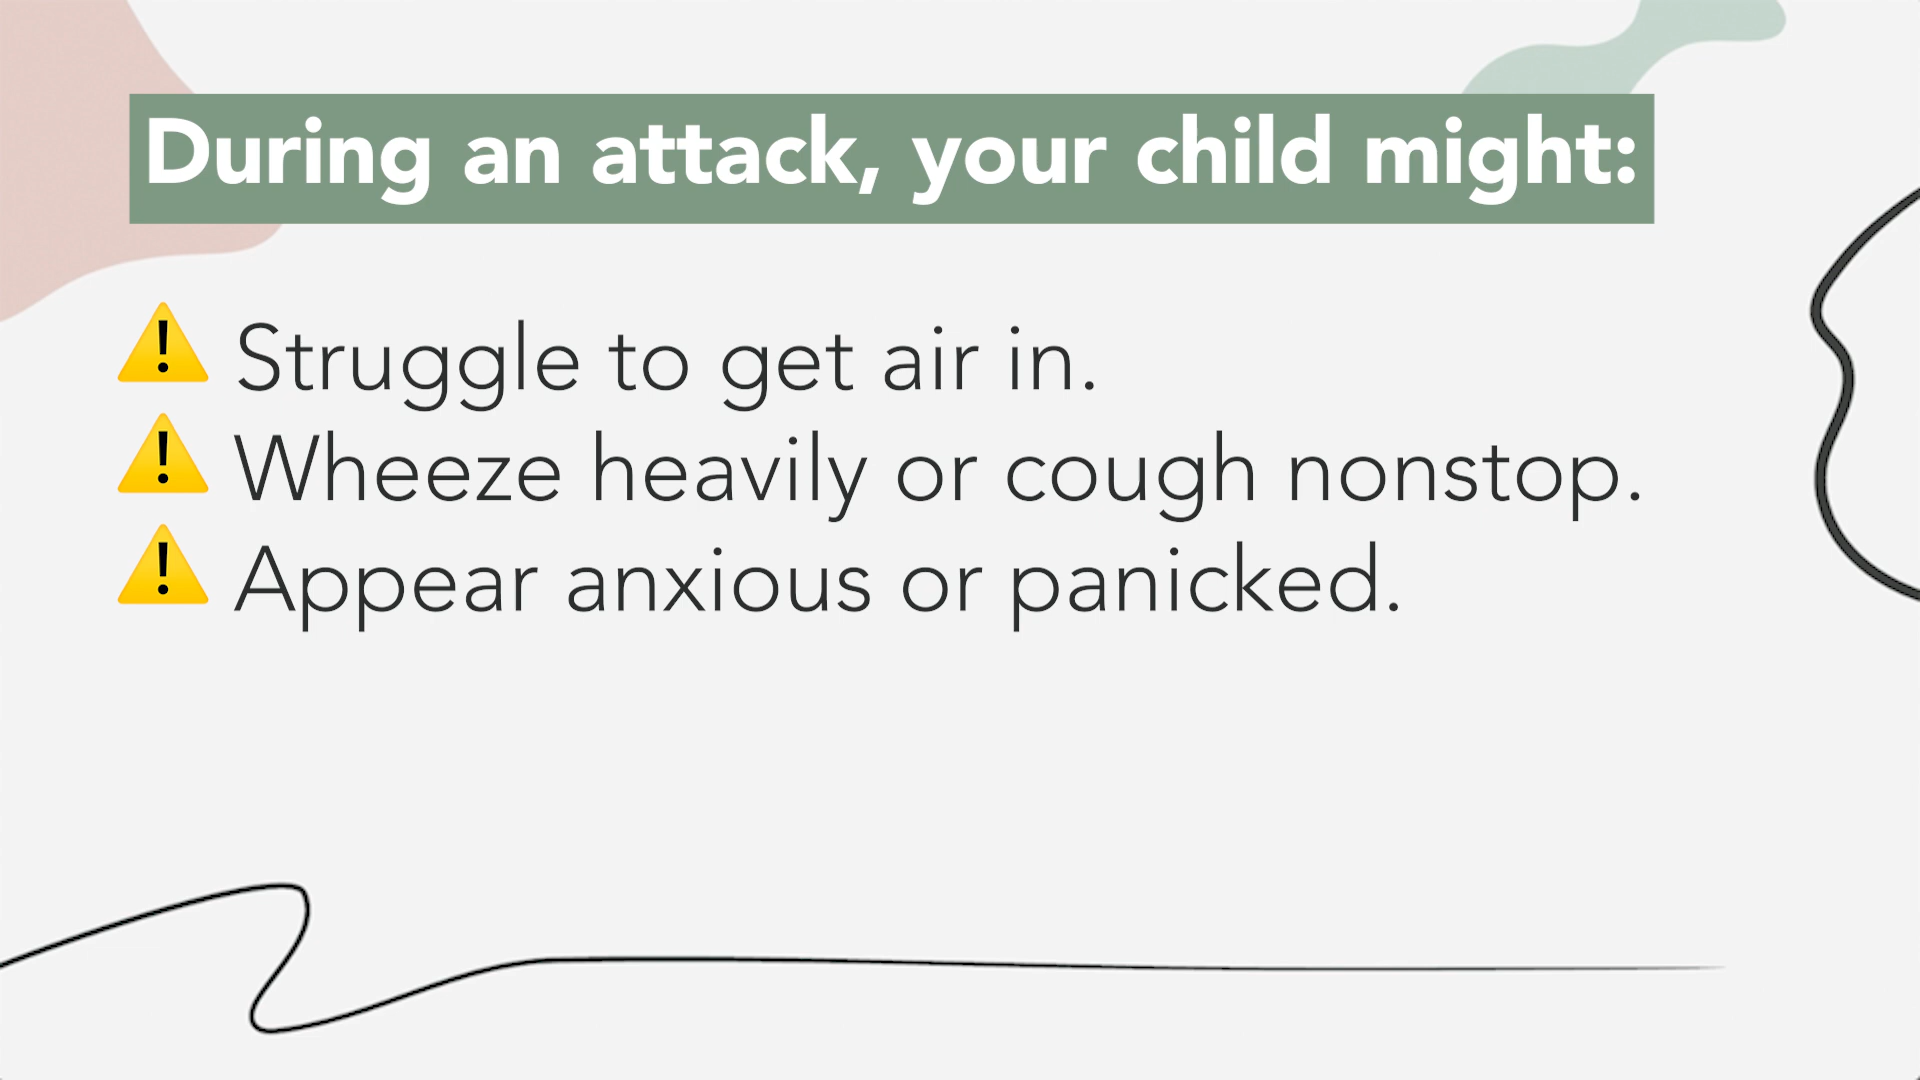 During an attack, your child might:
⚠️ Struggle to get air in.
⚠️ Wheeze heavily or cough nonstop.
⚠️ Appear anxious or panicked.